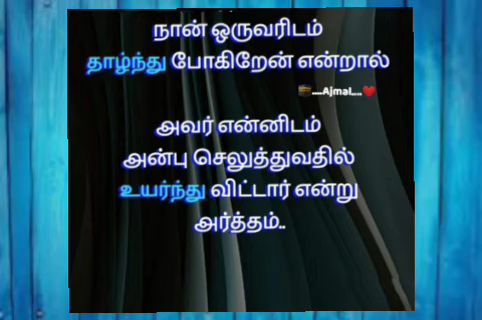 நான் ஒருவரிடம்
தாழ்ந்து போகிறேன் என்றால்
🕋....Ajmal....❤️
அவர் என்னிடம்
அன்பு செலுத்துவதில்
உயர்ந்து விட்டார் என்று
அர்த்தம்..